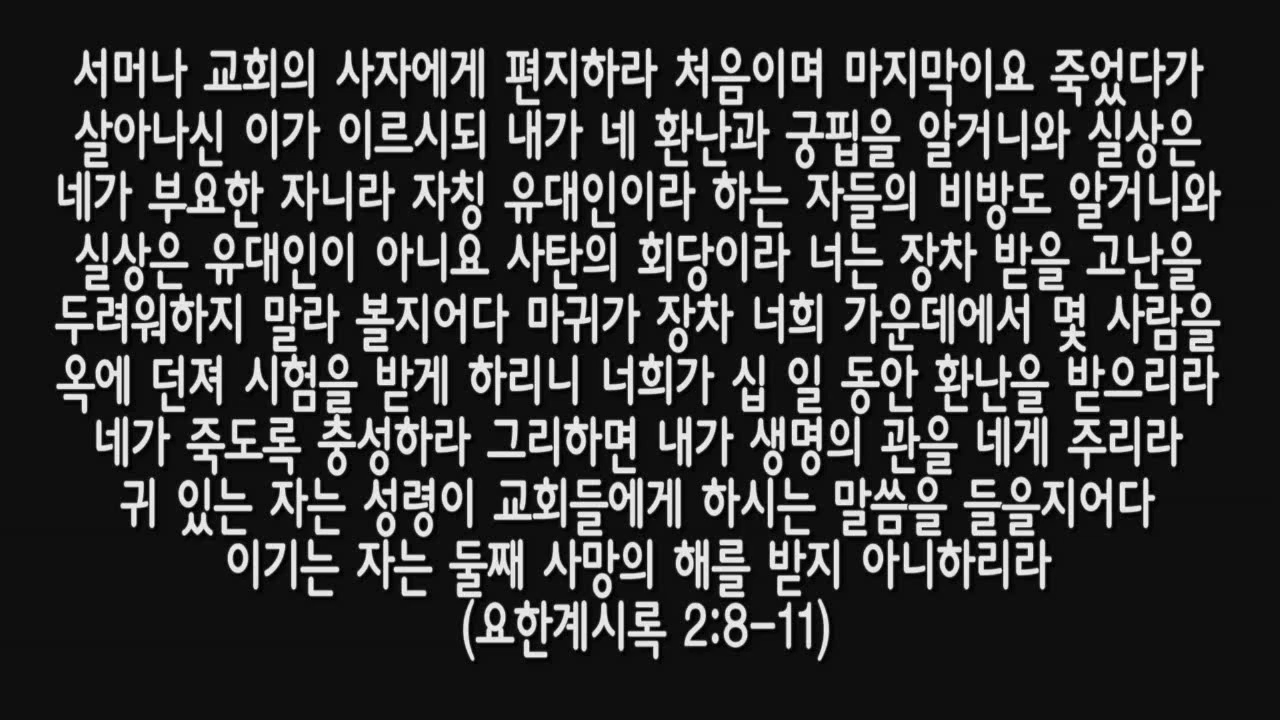 서머나 교회의 사자에게 편지하라 처음이며 마지막이요 죽었다가
살아나신 이가 이르시되 내가 네 환난과 궁핍을 알거니와 실상은
네가 부요한 자니라 자칭 유대인이라 하는 자들의 비방도 알거니와
실상은 유대인이 아니요 사탄의 회당이라 너는 장차 받을 고난을
두려워하지 말라 볼지어다 마귀가 장차 너희 가운데에서 몇 사람을
옥에 던져 시험을 받게 하리니 너희가 십 일 동안 환난을 받으리라
네가 죽도록 충성하라 그리하면 내가 생명의 관을 네게 주리라
귀 있는 자는 성령이 교회들에게 하시는 말씀을 들을지어다
이기는 자는 둘째 사망의 해를 받지 아니하리라
(요한계시록 2:8-11)